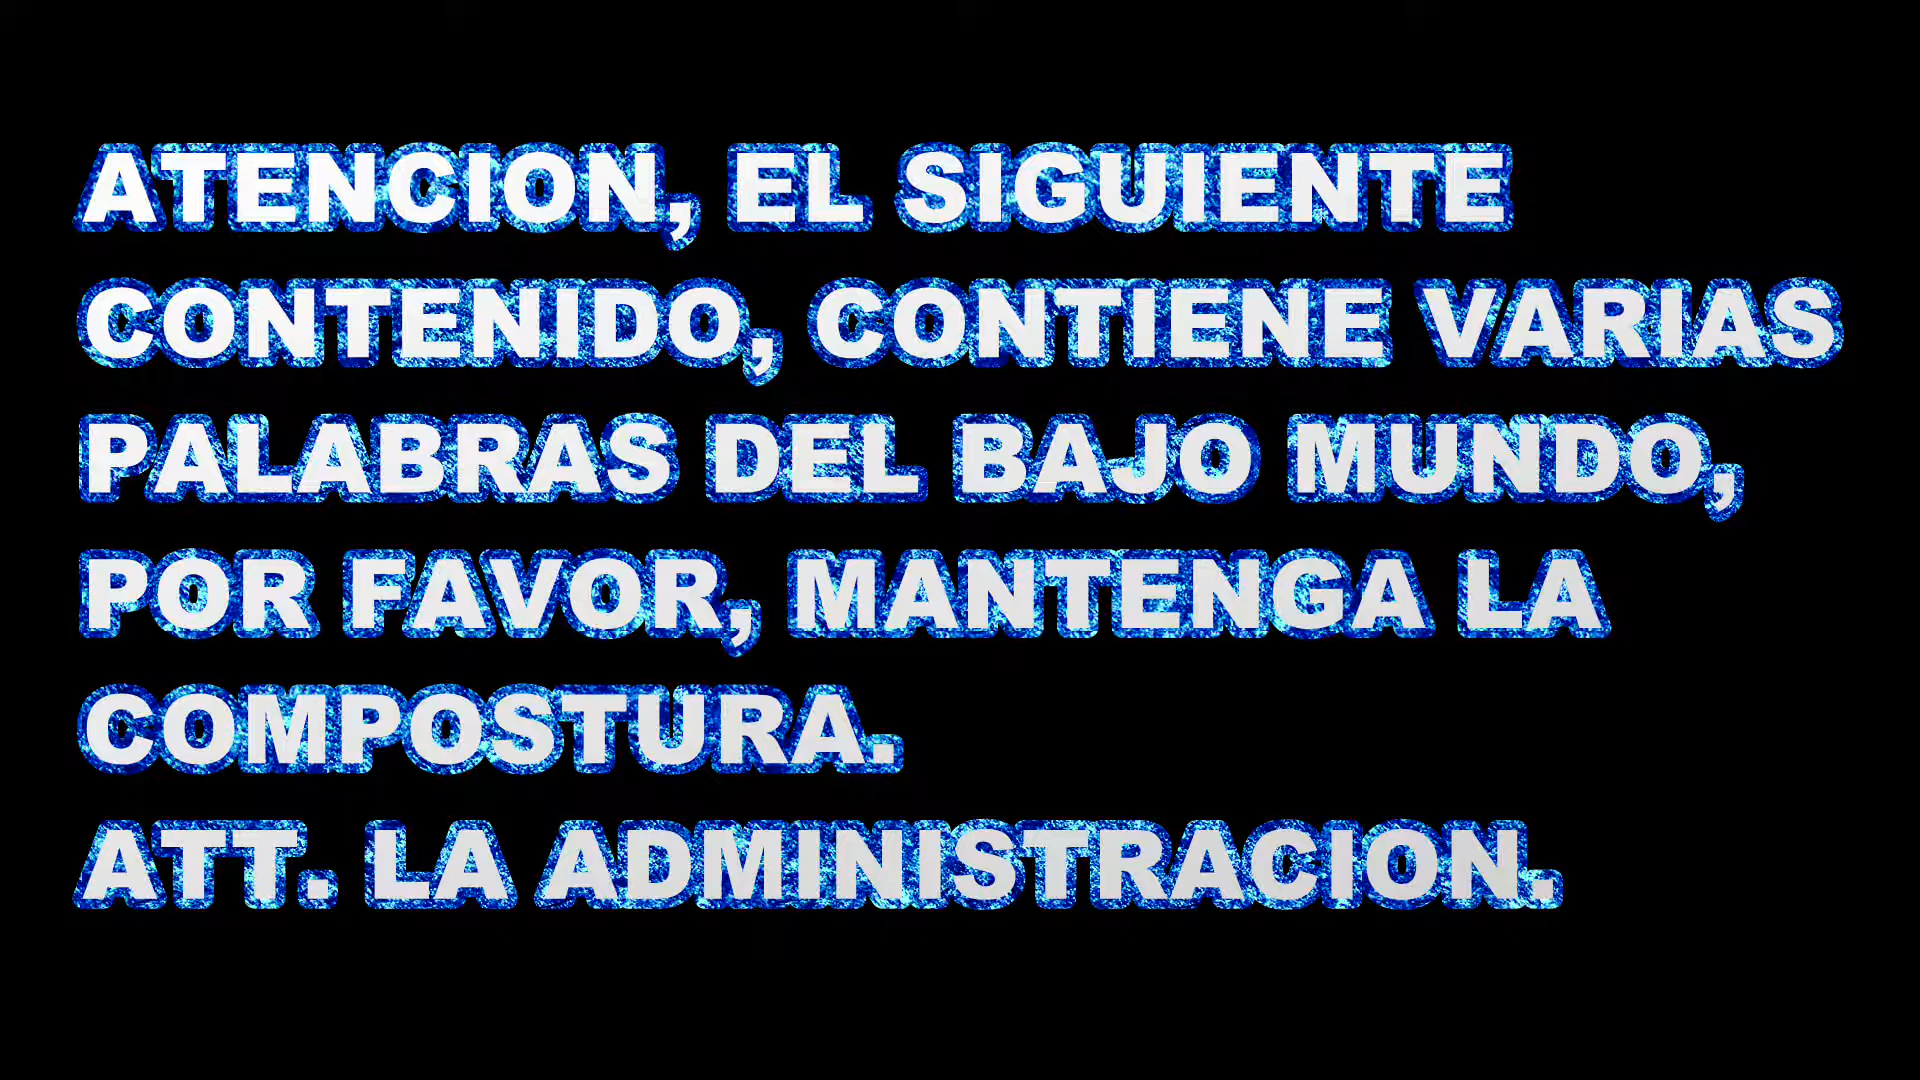 ATENCION, EL SIGUIENTE
CONTENIDO, CONTIENE VARIAS
PALABRAS DEL BAJO MUNDO,
POR FAVOR, MANTENGA LA
COMPOSTURA.
ATT. LA ADMINISTRACION.